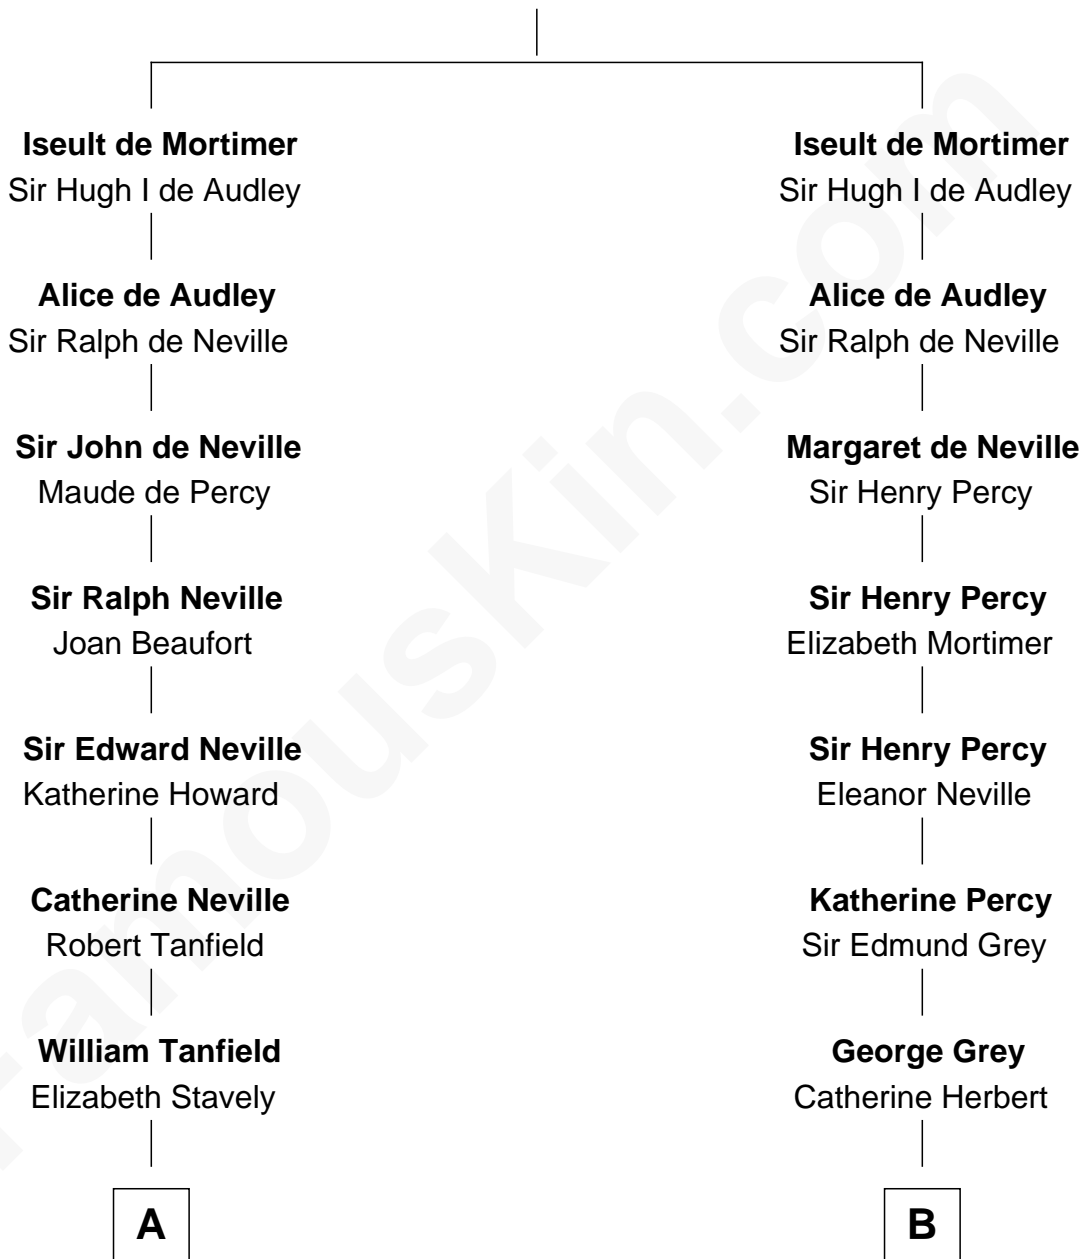 Iseult de Mortimer
Sir Hugh I de Audley
Alice de Audley
Sir Ralph de Neville
Sir John de Neville
Maude de Percy
Sir Ralph Neville
Joan Beaufort
Sir Edward Neville
Katherine Howard
Catherine Neville
Robert Tanfield
William Tanfield
Elizabeth Stavely
A
Iseult de Mortimer
Sir Hugh I de Audley
Alice de Audley
Sir Ralph de Neville
Margaret de Neville
Sir Henry Percy
Sir Henry Percy
Elizabeth Mortimer
Sir Henry Percy
Eleanor Neville
Katherine Percy
Sir Edmund Grey
George Grey
Catherine Herbert
B
FamousKin.com